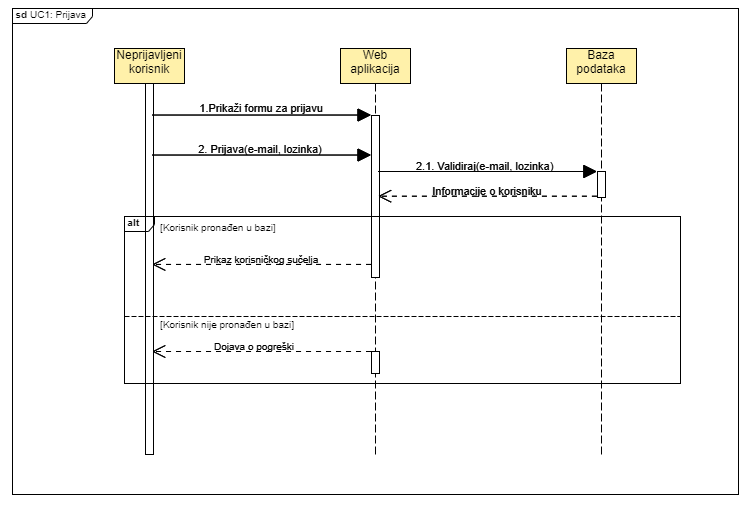 sd UC1: Prijava
Neprijavljeni
korisnik
Web
aplikacija
Baza
podataka
1.Prikaži formu za prijavu
2. Prijava(e-mail, lozinka)
2.1. Validiraj(e-mail, lozinka)
Informacije o korisniku
alt
[Korisnik pronađen u bazi]
Prikaz korisničkog sučelja
[Korisnik nije pronađen u bazi]
Dojava o pogreški